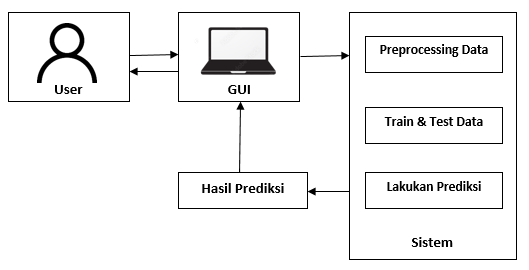 User
GUI
Preprocessing Data
Train & Test Data
Lakukan Prediksi
Sistem
Hasil Prediksi